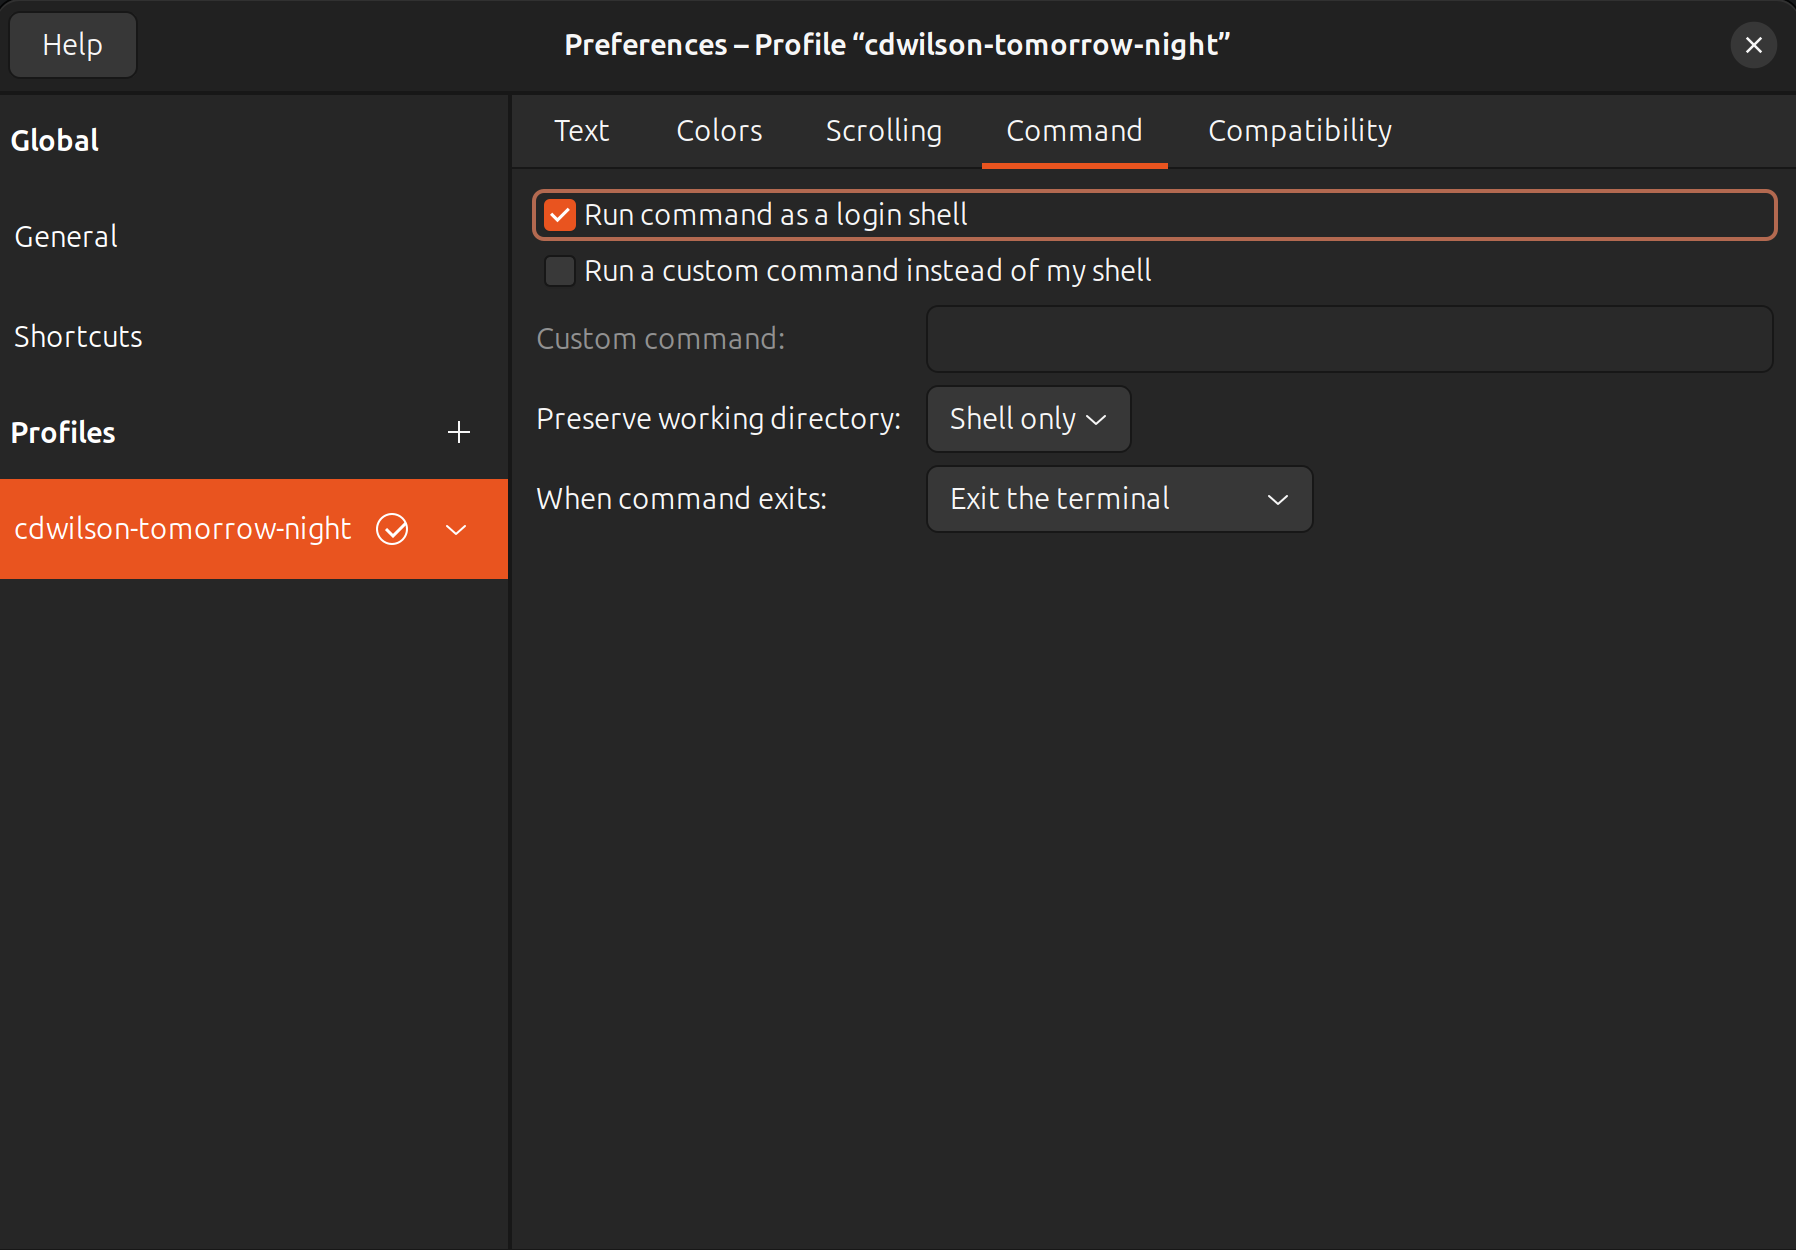 Help
Preferences – Profile “cdwilson-tomorrow-night”
Global
General
Shortcuts
Profiles
cdwilson-tomorrow-night
Text Colors Scrolling Command Compatibility
Run command as a login shell
Run a custom command instead of my shell
Custom command:
Preserve working directory: Shell only
When command exits: Exit the terminal